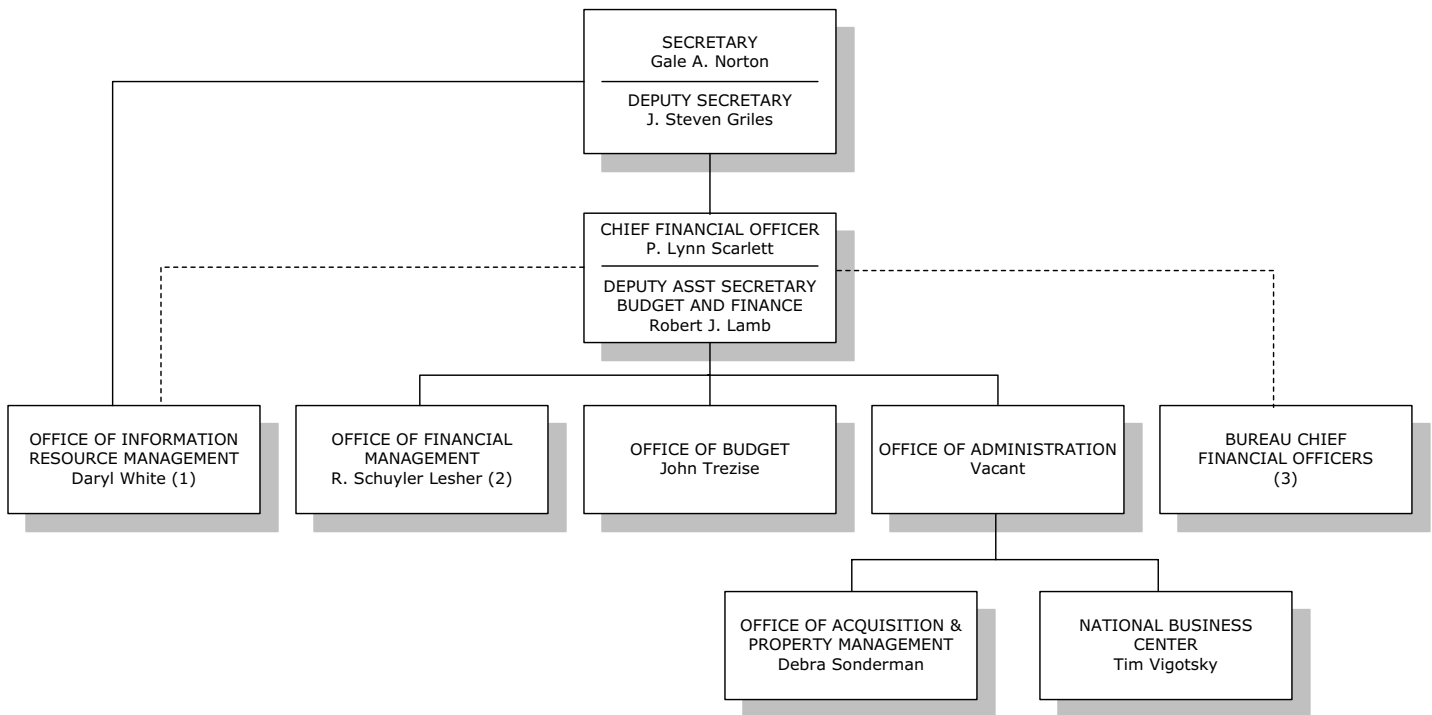 SECRETARY
Gale A. Norton
DEPUTY SECRETARY
J. Steven Griles
CHIEF FINANCIAL OFFICER
P. Lynn Scarlett
DEPUTY ASST SECRETARY
BUDGET AND FINANCE
Robert J. Lamb
OFFICE OF INFORMATION
RESOURCE MANAGEMENT
Daryl White (1)
OFFICE OF FINANCIAL
MANAGEMENT
R. Schuyler Lesher (2)
OFFICE OF BUDGET
John Trezise
OFFICE OF ADMINISTRATION
Vacant
BUREAU CHIEF
FINANCIAL OFFICERS
(3)
OFFICE OF ACQUISITION &
PROPERTY MANAGEMENT
Debra Sonderman
NATIONAL BUSINESS
CENTER
Tim Vigotsky